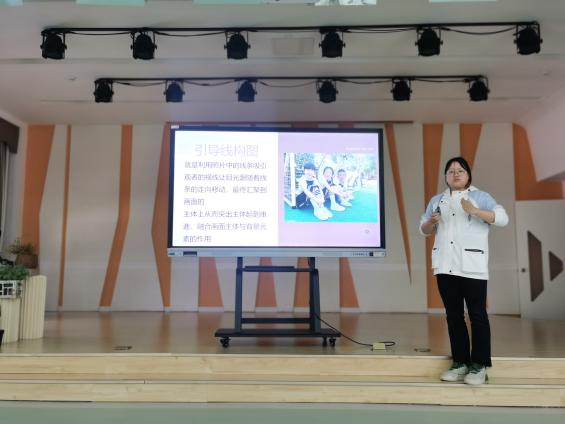 引导线构图
就是利用照片中的线条吸引
观者的视线让目光跟随着线
条的走向移动，最终汇聚到
画面的
主体上从而突出主体起到渐
进、融合画面主体与背景元
素的作用